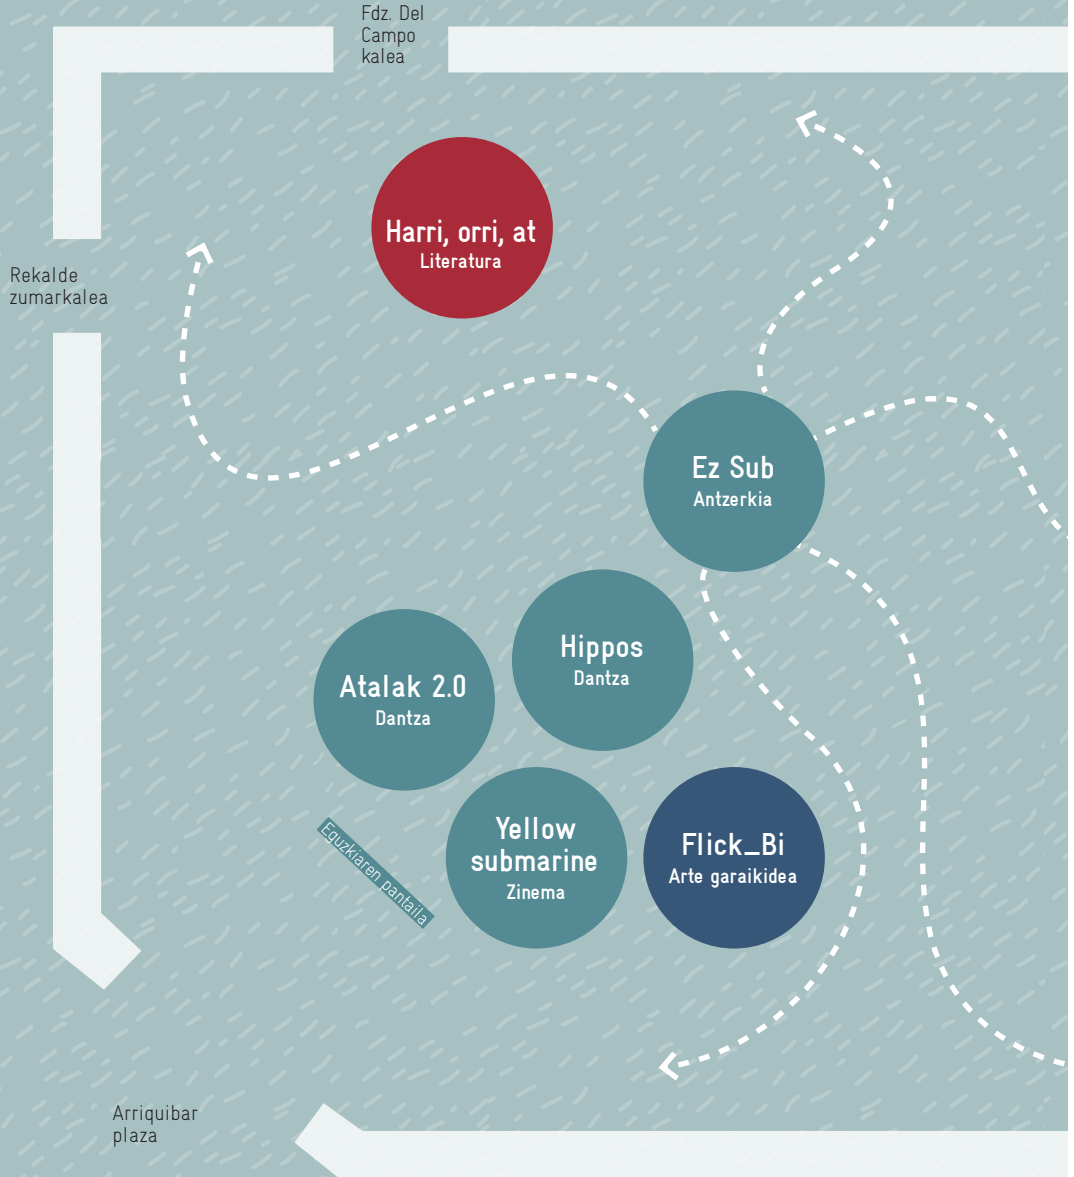 Fdz. Del
Campo
kalea
Harri, orri, at
Literatura
Rekalde
zumarkalea
Ez Sub
Antzerkia
Hippos
Dantza
Atalak 2.0
Dantza
Yellow
submarine
Zinema
Flick_Bi
Arte garaikidea
Eguzkiaren pantaila
Arriquibar
plaza